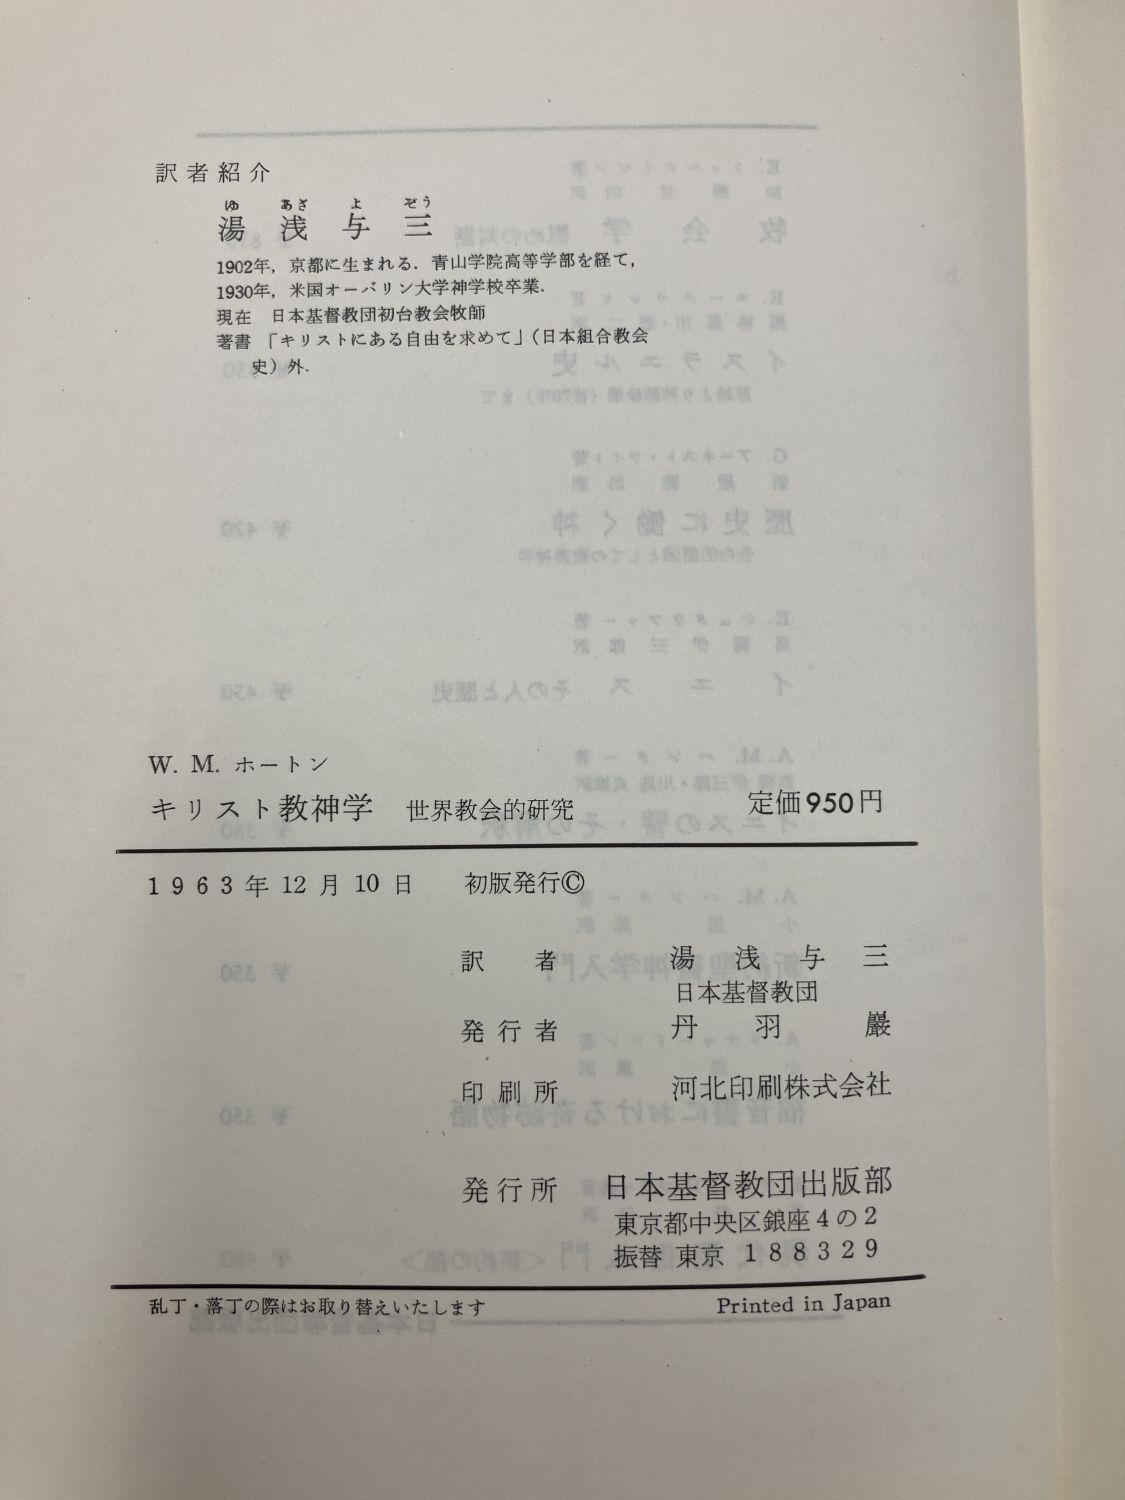 訳者紹介
ゆ あさ よ ぞう
湯浅与三
1902年，京都に生まれる．青山学院高等学部を経て，
1930年，米国オーバリン大学神学校卒業．
現在　日本基督教団初台教会牧師
著書　「キリストにある自由を求めて」（日本組合教会
史）外．
W. M. ホートン
キリスト教神学　世界教会的研究　定価950円
1963年12月10日　初版発行©
訳者　湯浅与三
日本基督教団
発行者　丹羽巖
印刷所　河北印刷株式会社
発行所　日本基督教団出版部
東京都中央区銀座4の2
振替 東京 188329
乱丁・落丁の際はお取り替えいたします　Printed in Japan